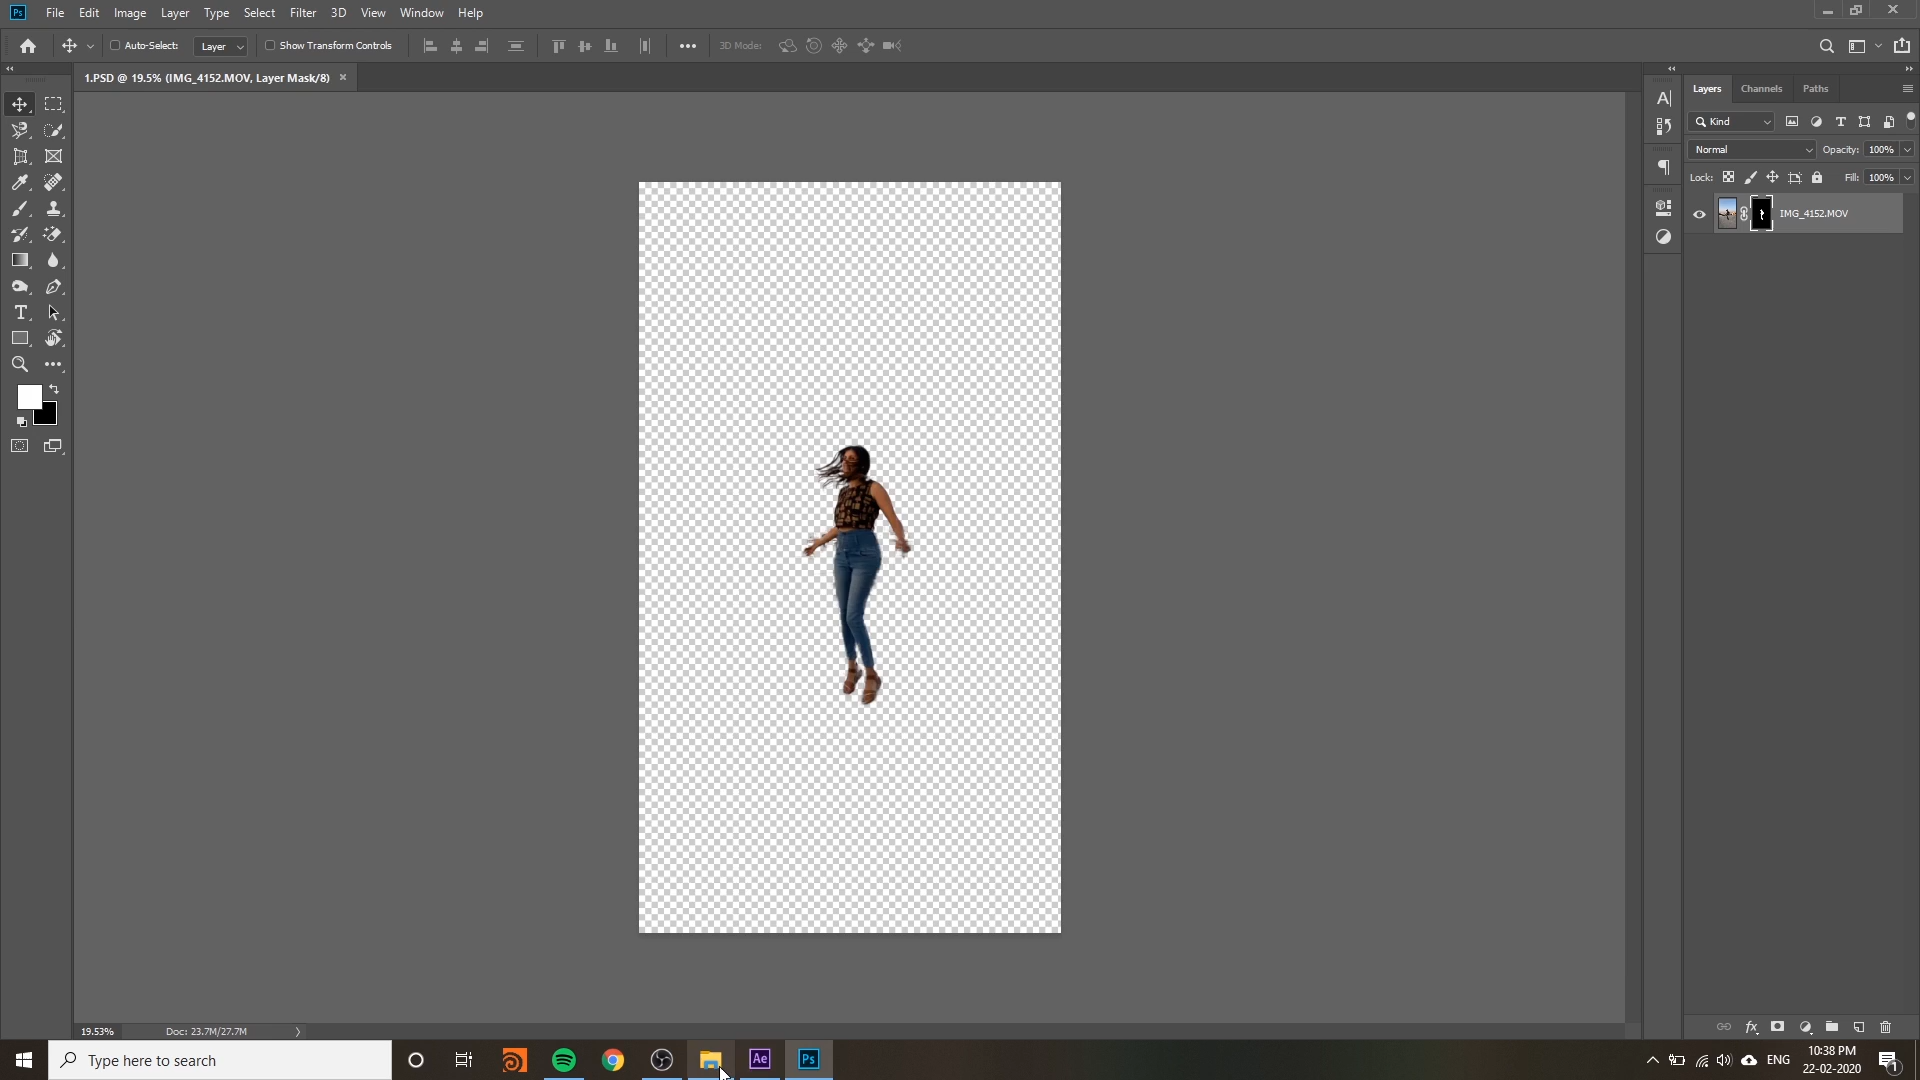 Ps File Edit Image Layer Type Select Filter 3D View Window Help
Auto-Select: Layer Show Transform Controls 3D Mode:
1.PSD @ 19.5% (IMG_4152.MOV, Layer Mask/8) ×
Layers Channels Paths
Kind
Normal Opacity: 100%
Lock: Fill: 100%
IMG_4152.MOV
19.53% Doc: 23.7M/27.7M
Type here to search
Ae
Ps
ENG
10:38 PM
22-02-2020
1